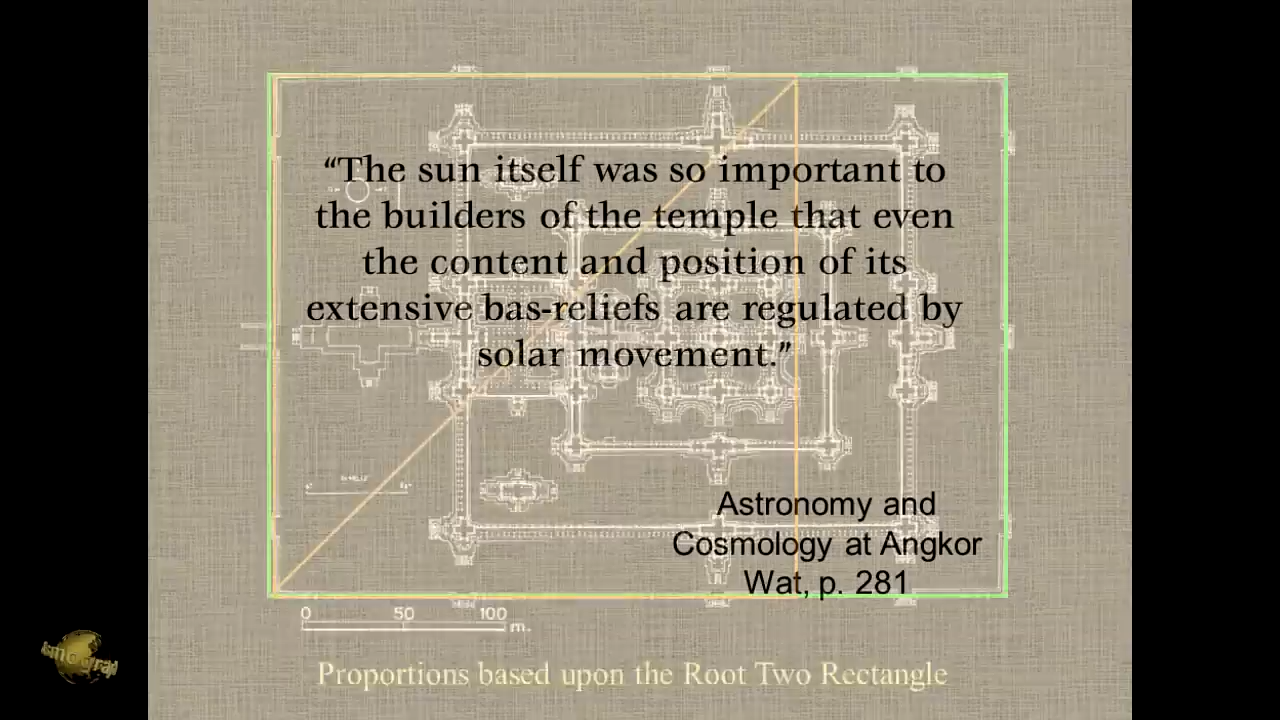 “The sun itself was so important to
the builders of the temple that even
the content and position of its
extensive bas-reliefs are regulated by
solar movement.”
Astronomy and
Cosmology at Angkor
Wat, p. 281
0 50 100
m.
Proportions based upon the Root Two Rectangle